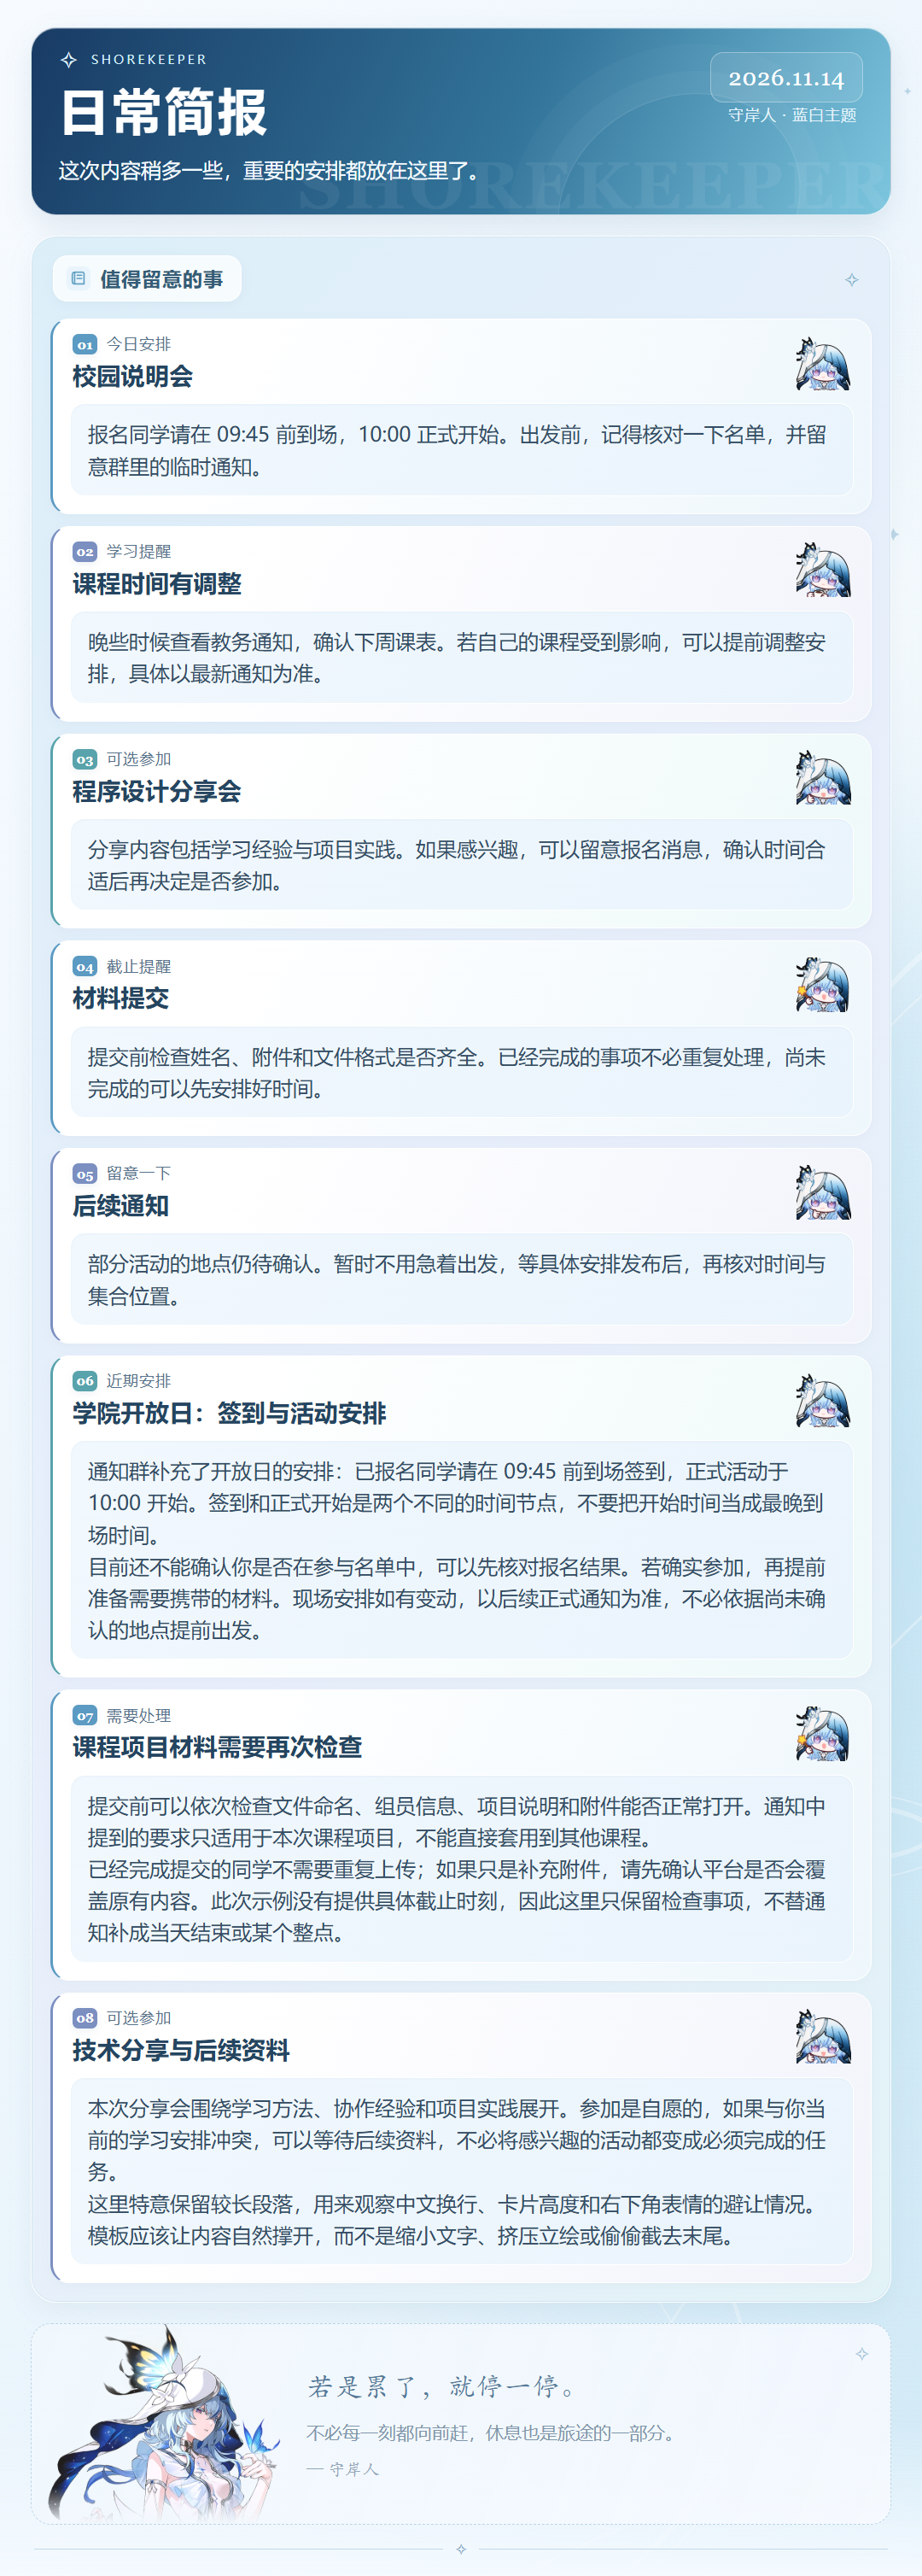 SHOREKEEPER
日常简报
这次内容稍多一些，重要的安排都放在这里了。
2026.11.14
守岸人 · 蓝白主题
SHOREKEEPER
值得留意的事
01 今日安排
校园说明会
报名同学请在 09:45 前到场，10:00 正式开始。出发前，记得核对一下名单，并留
意群里的临时通知。
02 学习提醒
课程时间有调整
晚些时候查看教务通知，确认下周课表。若自己的课程受到影响，可以提前调整安
排，具体以最新通知为准。
03 可选参加
程序设计分享会
分享内容包括学习经验与项目实践。如果感兴趣，可以留意报名消息，确认时间合
适后再决定是否参加。
04 截止提醒
材料提交
提交前检查姓名、附件和文件格式是否齐全。已经完成的事项不必重复处理，尚未
完成的可以先安排好时间。
05 留意一下
后续通知
部分活动的地点仍待确认。暂时不用急着出发，等具体安排发布后，再核对时间与
集合位置。
06 近期安排
学院开放日：签到与活动安排
通知群补充了开放日的安排：已报名同学请在 09:45 前到场签到，正式活动于
10:00 开始。签到和正式开始是两个不同的时间节点，不要把开始时间当成最晚到
场时间。
目前还不能确认你是否在参与名单中，可以先核对报名结果。若确实参加，再提前
准备需要携带的材料。现场安排如有变动，以后续正式通知为准，不必依据尚未确
认的地点提前出发。
07 需要处理
课程项目材料需要再次检查
提交前可以依次检查文件命名、组员信息、项目说明和附件能否正常打开。通知中
提到的要求只适用于本次课程项目，不能直接套用到其他课程。
已经完成提交的同学不需要重复上传；如果只是补充附件，请先确认平台是否会覆
盖原有内容。此次示例没有提供具体截止时刻，因此这里只保留检查事项，不替通
知补成当天结束或某个整点。
08 可选参加
技术分享与后续资料
本次分享会围绕学习方法、协作经验和项目实践展开。参加是自愿的，如果与你当
前的学习安排冲突，可以等待后续资料，不必将感兴趣的活动都变成必须完成的任
务。
这里特意保留较长段落，用来观察中文换行、卡片高度和右下角表情的避让情况。
模板应该让内容自然撑开，而不是缩小文字、挤压立绘或偷偷截去末尾。
若是累了，就停一停。
不必每一刻都向前赶，休息也是旅途的一部分。
— 守岸人